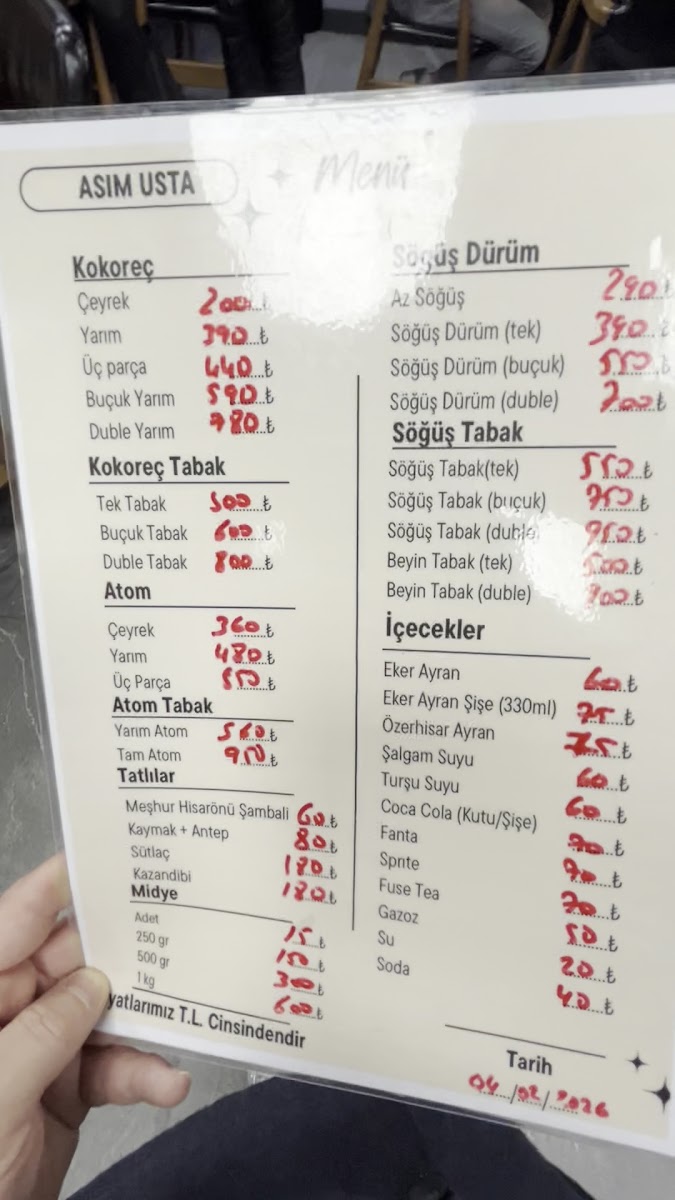 ASIM USTA
Menü
Kokoreç
Çeyrek 200 ₺
Yarım 390 ₺
Üç parça 440 ₺
Buçuk Yarım 590 ₺
Duble Yarım 780 ₺
Kokoreç Tabak
Tek Tabak 500 ₺
Buçuk Tabak 600 ₺
Duble Tabak 800 ₺
Atom
Çeyrek 360 ₺
Yarım 480 ₺
Üç Parça 550 ₺
Atom Tabak
Yarım Atom 560 ₺
Tam Atom 950 ₺
Tatlılar
Meşhur Hisarönü Şambali 60 ₺
Kaymak + Antep 80 ₺
Sütlaç 180 ₺
Kazandibi 180 ₺
Midye
Adet 15 ₺
250 gr 150 ₺
500 gr 300 ₺
1 kg 600 ₺
yatlarımız T.L. Cinsindendir
Söğüş Dürüm
Az Söğüş 290 ₺
Söğüş Dürüm (tek) 390 ₺
Söğüş Dürüm (buçuk) 550 ₺
Söğüş Dürüm (duble) 700 ₺
Söğüş Tabak
Söğüş Tabak(tek) 550 ₺
Söğüş Tabak (buçuk) 750 ₺
Söğüş Tabak (duble) 950
Beyin Tabak (tek) 500 ₺
Beyin Tabak (duble) 900 ₺
İçecekler
Eker Ayran
Eker Ayran Şişe (330ml)
Özerhisar Ayran
Şalgam Suyu
Turşu Suyu
Coca Cola (Kutu/Şişe)
Fanta
Sprite
Fuse Tea
Gazoz
Su
Soda
60 ₺
75 ₺
75 ₺
60 ₺
60 ₺
70 ₺
70 ₺
70 ₺
50 ₺
20 ₺
40 ₺
Tarih
04/02/2026